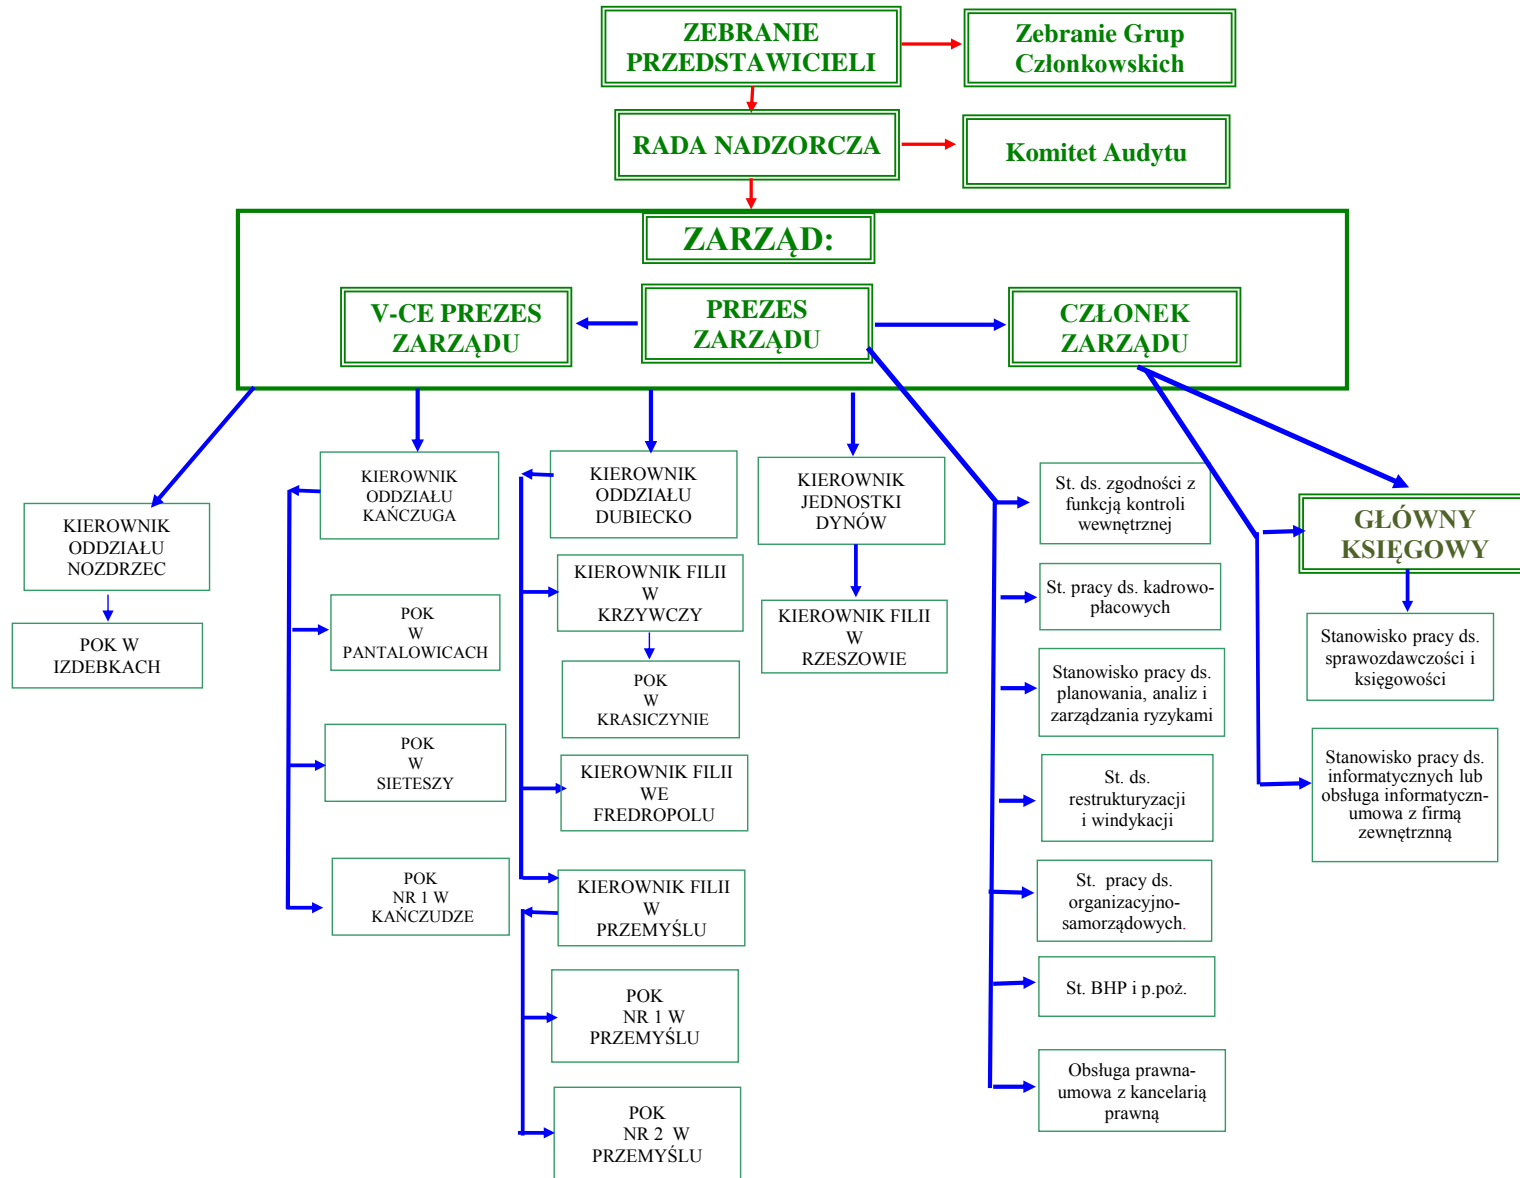 ZEBRANIE
PRZEDSTAWICIELI
Zebranie Grup
Członkowskich
RADA NADZORCZA
Komitet Audytu
ZARZĄD:
V-CE PREZES
ZARZĄDU
PREZES
ZARZĄDU
CZŁONEK
ZARZĄDU
KIEROWNIK
ODDZIAŁU
NOZDRZEC
POK W
IZDEBKACH
KIEROWNIK
ODDZIAŁU
KAŃCZUGA
POK
W
PANTALOWICACH
POK
W
SIETESZY
POK
NR 1 W
KAŃCZUDZE
KIEROWNIK
ODDZIAŁU
DUBIECKO
KIEROWNIK FILII
W
KRZYWCZY
POK
W
KRASICZYNIE
KIEROWNIK FILII
WE
FREDROPOLU
KIEROWNIK FILII
W
PRZEMYŚLU
POK
NR 1 W
PRZEMYŚLU
POK
NR 2 W
PRZEMYŚLU
KIEROWNIK
JEDNOSTKI
DYNÓW
KIEROWNIK FILII
W
RZESZOWIE
St. ds. zgodności z
funkcją kontroli
wewnętrznej
St. pracy ds. kadrowo-
płacowych
Stanowisko pracy ds.
planowania, analiz i
zarządzania ryzykami
St. ds.
restrukturyzacji
i windykacji
St. pracy ds.
organizacyjno-
samorządowych.
St. BHP i p.poż.
Obsługa prawna-
umowa z kancelarią
prawną
GŁÓWNY
KSIĘGOWY
Stanowisko pracy ds.
sprawozdawczości i
księgowości
Stanowisko pracy ds.
informatycznych lub
obsługa informatyczn-
umowa z firmą
zewnętrznną